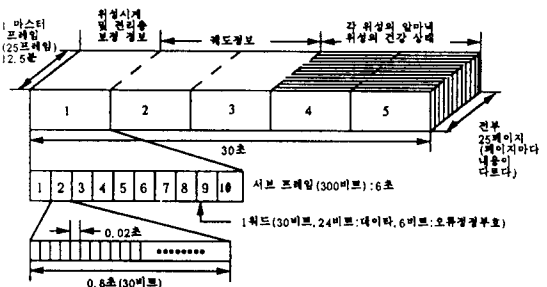 1 마스터
프레임
(25프레임)
12.5분
위성시계
및 전리층
보정 정보
궤도정보
각 위성의 알마낙
위성의 건강 상태
1 2 3 4 5
30초
전부
25페이지
(페이지마다
내용이
다르다)
1 2 3 4 5 6 7 8 9 10
서브 프레임(300비트):6초
1워드(30비트, 24비트:데이타, 6비트:오류정정부호)
0.02초
0.8초(30비트)